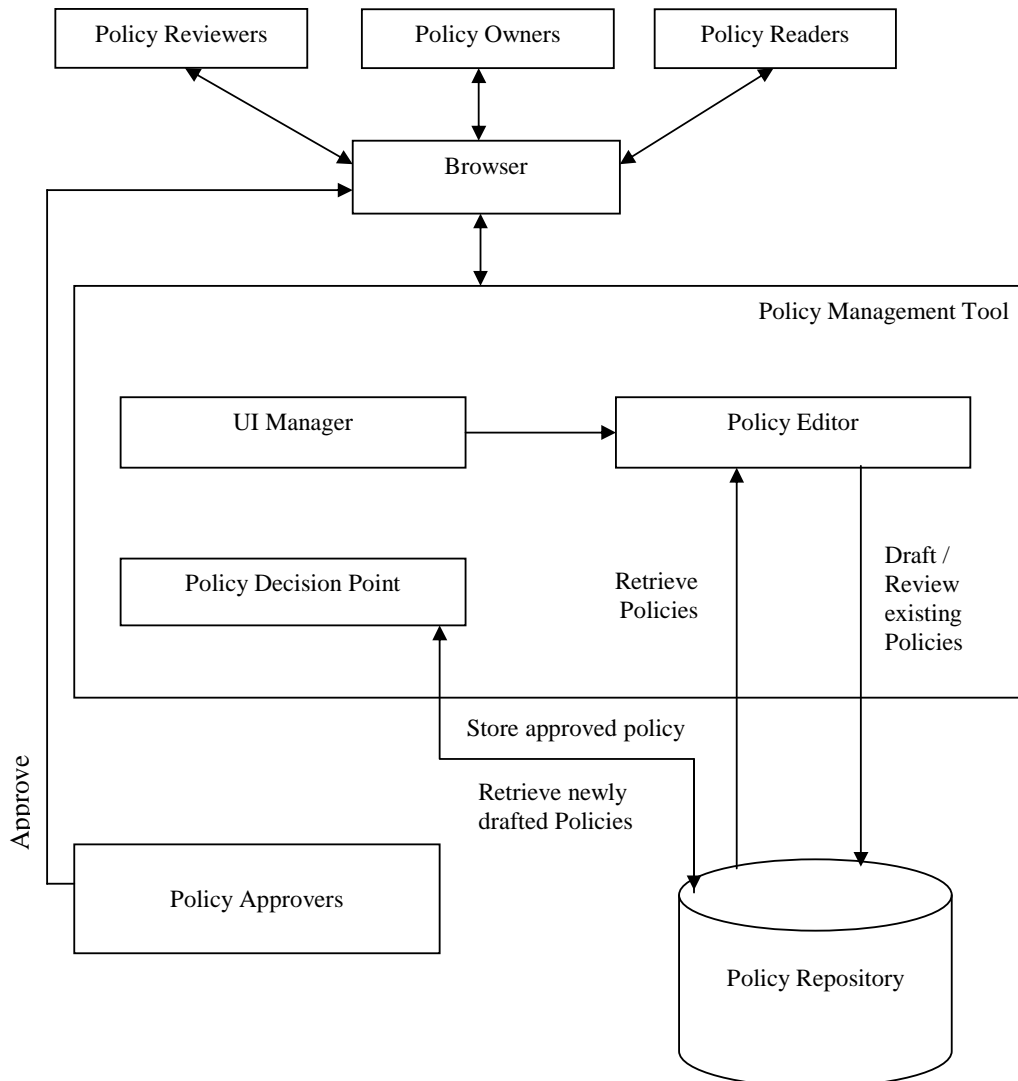 Policy Reviewers
Policy Owners
Policy Readers
Browser
Policy Management Tool
UI Manager
Policy Editor
Policy Decision Point
Retrieve
Policies
Draft /
Review
existing
Policies
Store approved policy
Retrieve newly
drafted Policies
Approve
Policy Approvers
Policy Repository